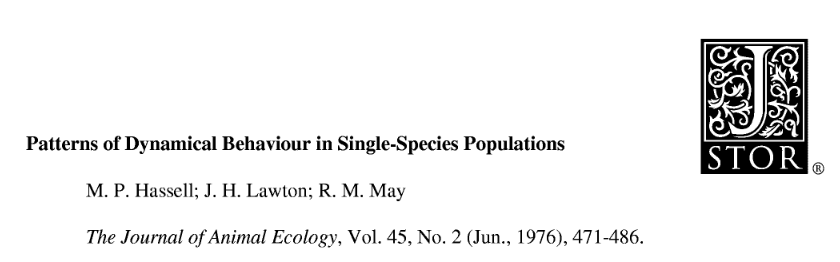 Patterns of Dynamical Behaviour in Single-Species Populations
M. P. Hassell; J. H. Lawton; R. M. May
The Journal of Animal Ecology, Vol. 45, No. 2 (Jun., 1976), 471-486.
J
STOR®